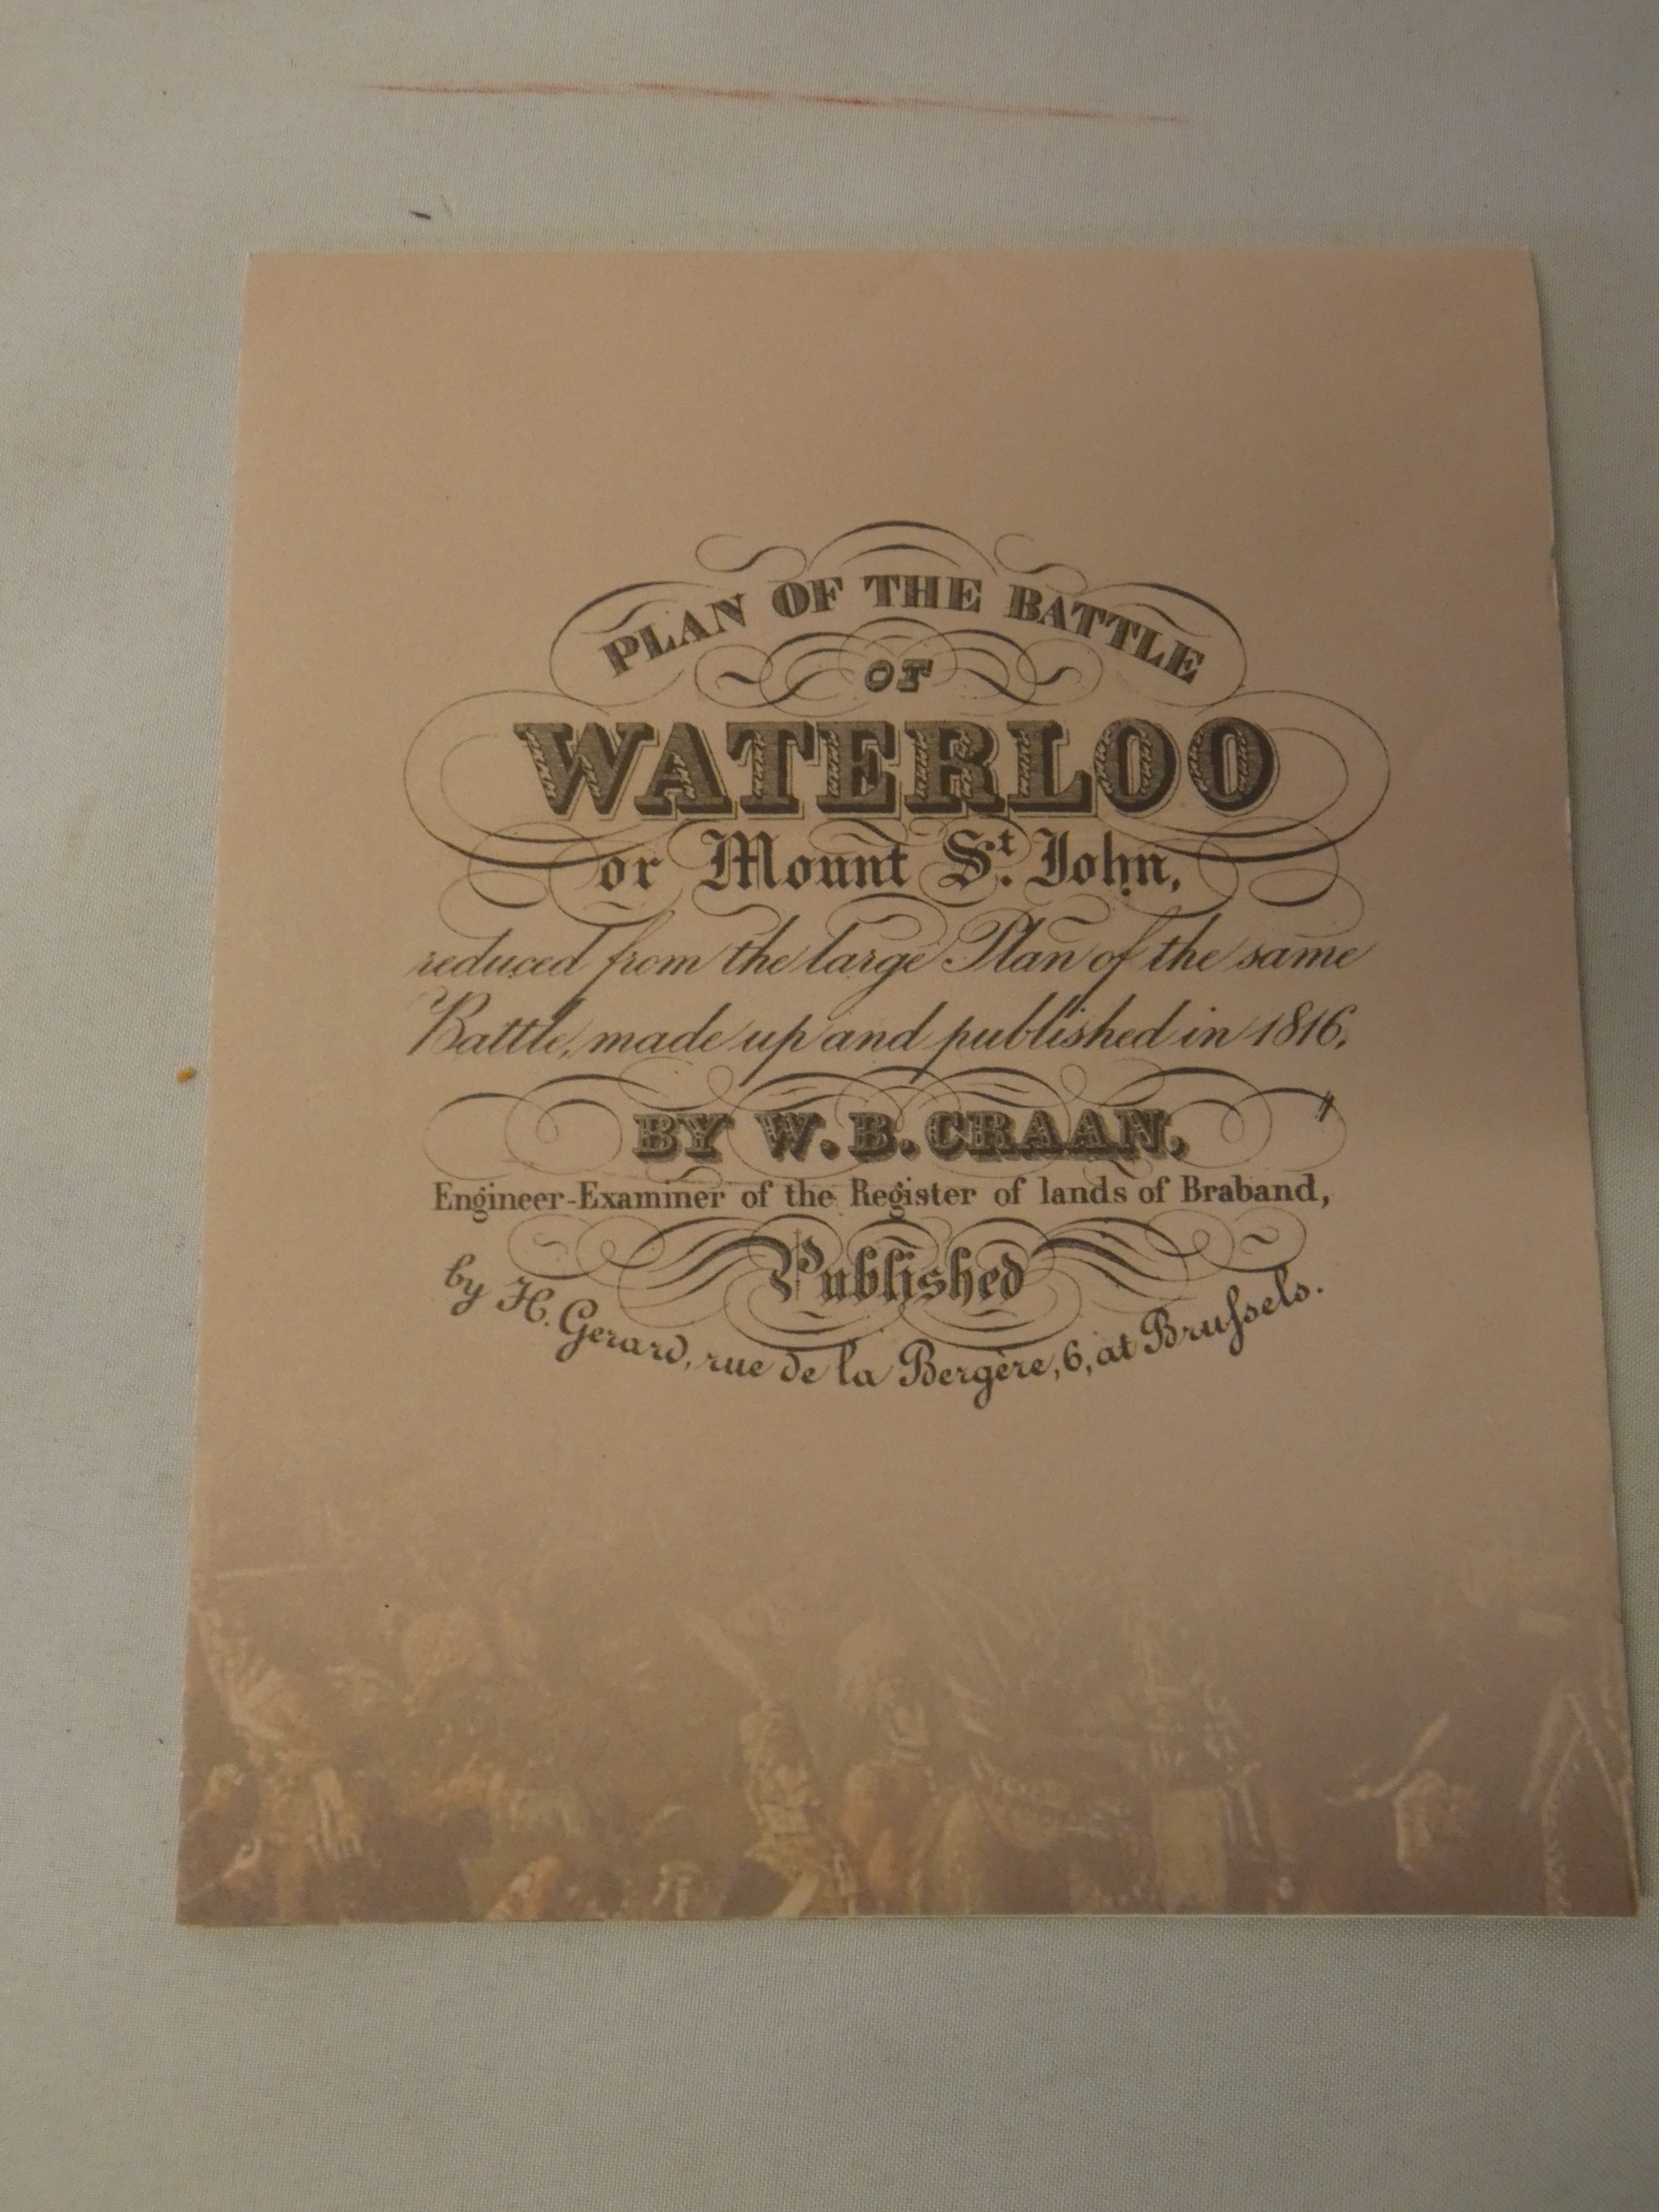 PLAN OF THE BATTLE
OF
WATERLOO
or Mount St. John,
reduced from the large Plan of the same
Battle, made up and published in 1816,
BY W. B. CRAAN,
Engineer-Examiner of the Register of lands of Braband,
Published
by H. Gerard, rue de la Bergère, 6, at Bruſsels.